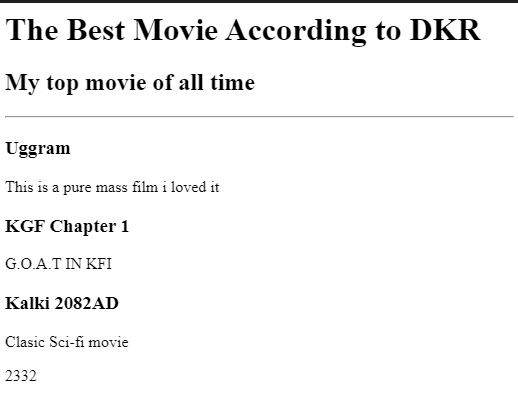 The Best Movie According to DKR
My top movie of all time
Uggram
This is a pure mass film i loved it
KGF Chapter 1
G.O.A.T IN KFI
Kalki 2082AD
Clasic Sci-fi movie
2332